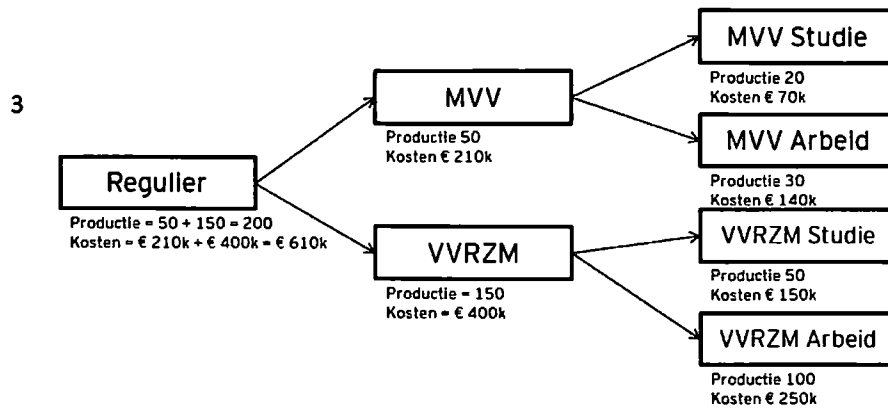 3
Regulier
Productie = 50 + 150 = 200
Kosten = € 210k + € 400k = € 610k
MVV
Productie 50
Kosten € 210k
VVRZM
Productie = 150
Kosten = € 400k
MVV Studie
Productie 20
Kosten € 70k
MVV Arbeid
Productie 30
Kosten € 140k
VVRZM Studie
Productie 50
Kosten € 150k
VVRZM Arbeid
Productie 100
Kosten € 250k